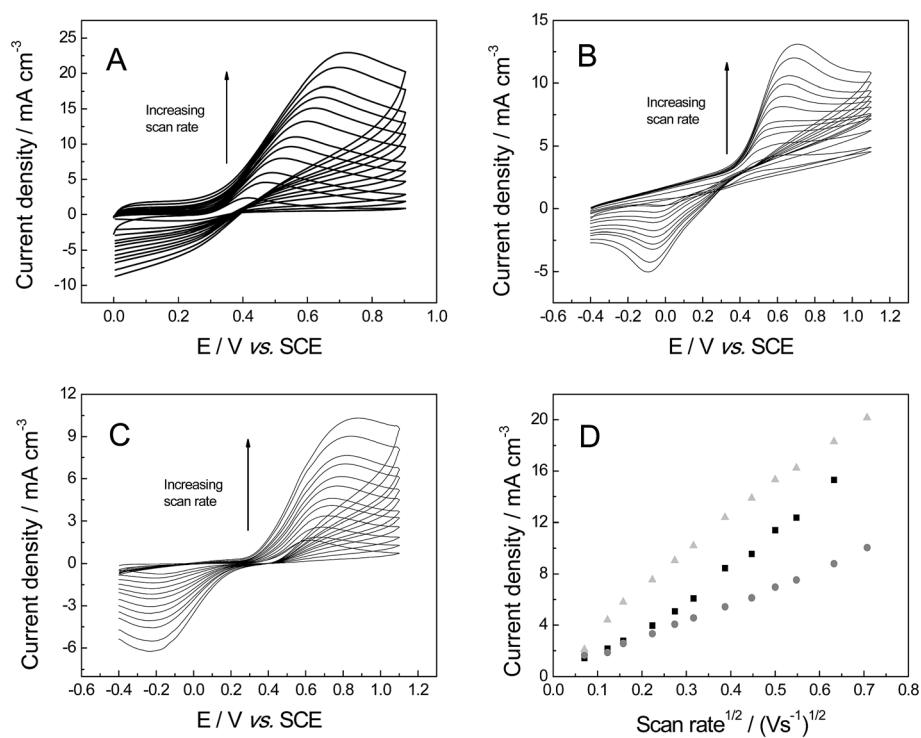 A
Increasing
scan rate
Current density / mA cm⁻³
25
20
15
10
5
0
-5
-10
0.0 0.2 0.4 0.6 0.8 1.0
E / V vs. SCE
B
Increasing
scan rate
Current density / mA cm⁻³
15
10
5
0
-5
-0.6 -0.4 -0.2 0.0 0.2 0.4 0.6 0.8 1.0 1.2
E / V vs. SCE
C
Increasing
scan rate
Current density / mA cm⁻³
12
9
6
3
0
-3
-6
-0.6 -0.4 -0.2 0.0 0.2 0.4 0.6 0.8 1.0 1.2
E / V vs. SCE
D
Current density / mA cm⁻³
20
16
12
8
4
0
0.0 0.1 0.2 0.3 0.4 0.5 0.6 0.7 0.8
Scan rate¹ᐟ² / (Vs⁻¹)¹ᐟ²